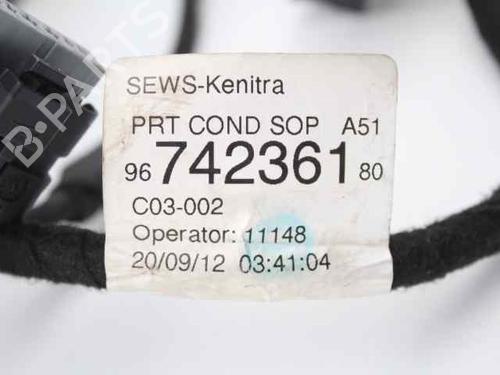 B-PARTS
SEWS-Kenitra
PRT COND SOP A51
96 742361 80
C03-002
Operator: 11148
20/09/12 03:41:04